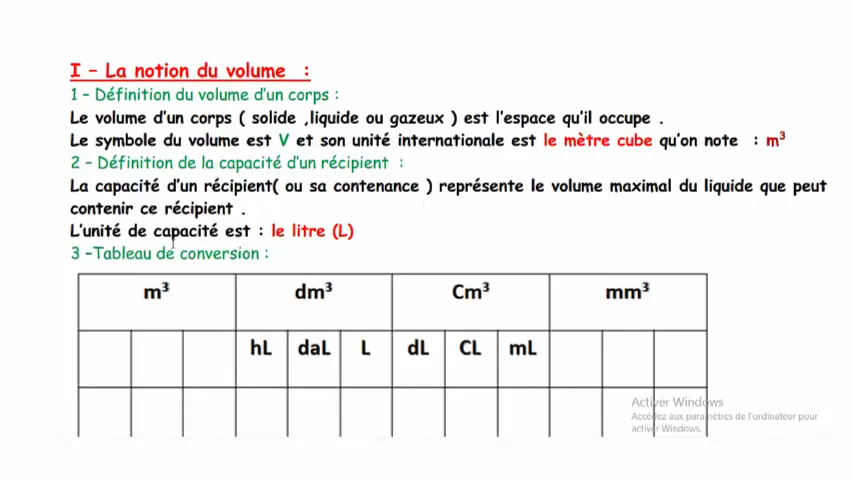 I – La notion du volume :
1 – Définition du volume d'un corps :
Le volume d'un corps ( solide ,liquide ou gazeux ) est l'espace qu'il occupe .
Le symbole du volume est V et son unité internationale est le mètre cube qu'on note : m³
2 – Définition de la capacité d'un récipient :
La capacité d'un récipient( ou sa contenance ) représente le volume maximal du liquide que peut
contenir ce récipient .
L'unité de capacité est : le litre (L)
3 –Tableau de conversion :
m³ dm³ Cm³ mm³
hL daL L dL CL mL
Activer Windows
Accédez aux paramètres de l'ordinateur pour
activer Windows.